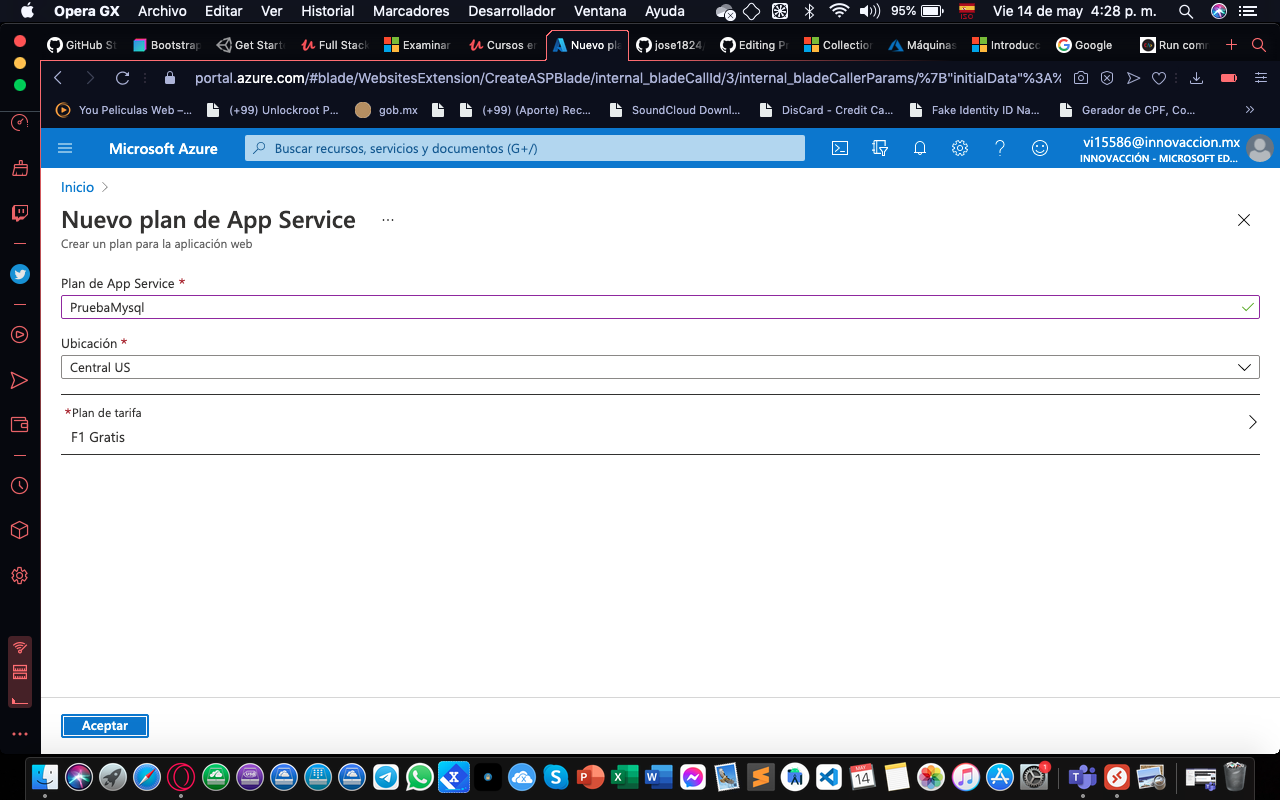 Opera GX Archivo Editar Ver Historial Marcadores Desarrollador Ventana Ayuda 95% ISO Vie 14 de may 4:28 p. m.
GitHub St Bootstrap Get Starte Full Stack Examinar Cursos en Nuevo pla jose1824/ Editing Pr Collection Máquinas Introducc Google Run comm
portal.azure.com/#blade/WebsitesExtension/CreateASPBlade/internal_bladeCallId/3/internal_bladeCallerParams/%7B"initialData"%3A%
You Peliculas Web –... (+99) Unlockroot P... gob.mx (+99) (Aporte) Rec... SoundCloud Downl... DisCard - Credit Ca... Fake Identity ID Na... Gerador de CPF, Co... »
Microsoft Azure
Buscar recursos, servicios y documentos (G+/)
vi15586@innovaccion.mx
INNOVACCIÓN - MICROSOFT ED...
Inicio
Nuevo plan de App Service ...
Crear un plan para la aplicación web
Plan de App Service *
PruebaMysql
Ubicación *
Central US
*Plan de tarifa
F1 Gratis
Aceptar